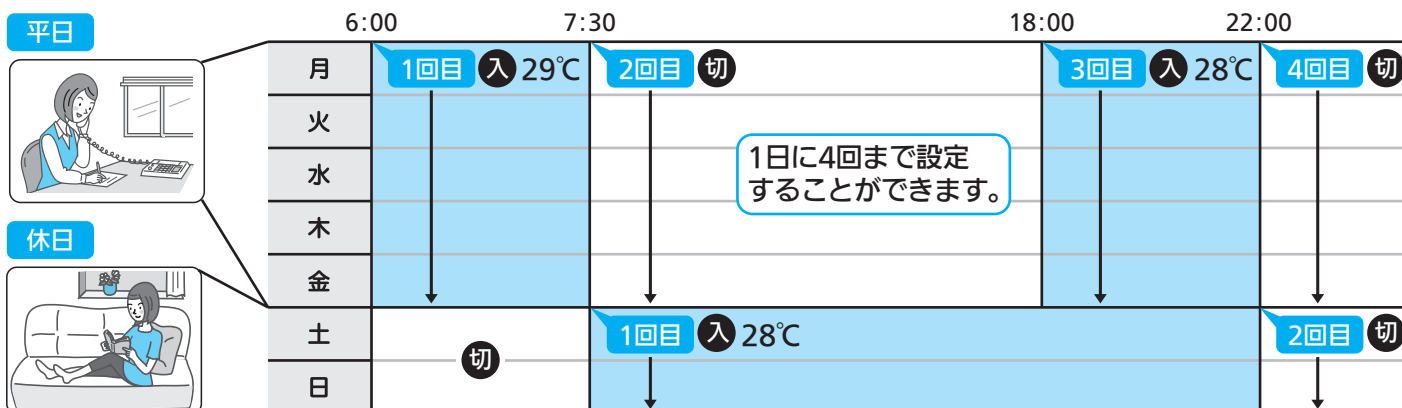 平日
6:00 7:30 18:00 22:00
月 1回目 入 29℃ 2回目 切 3回目 入 28℃ 4回目 切
火
水
1日に4回まで設定
することができます。
木
金
休日
土 1回目 入 28℃ 2回目 切
切
日